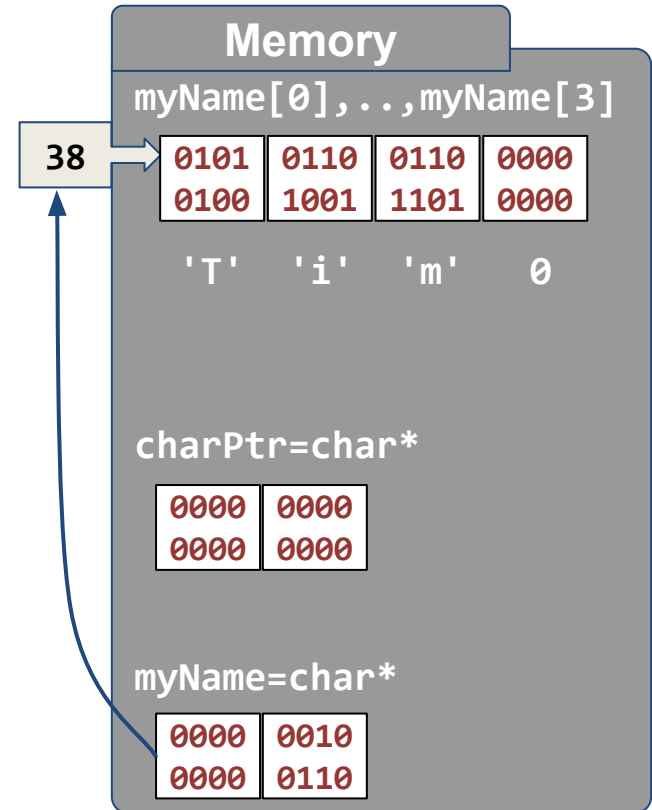 Memory
myName[0],..,myName[3]
38
0101 0110 0110 0000
0100 1001 1101 0000
'T' 'i' 'm' 0
charPtr=char*
0000 0000
0000 0000
myName=char*
0000 0010
0000 0110